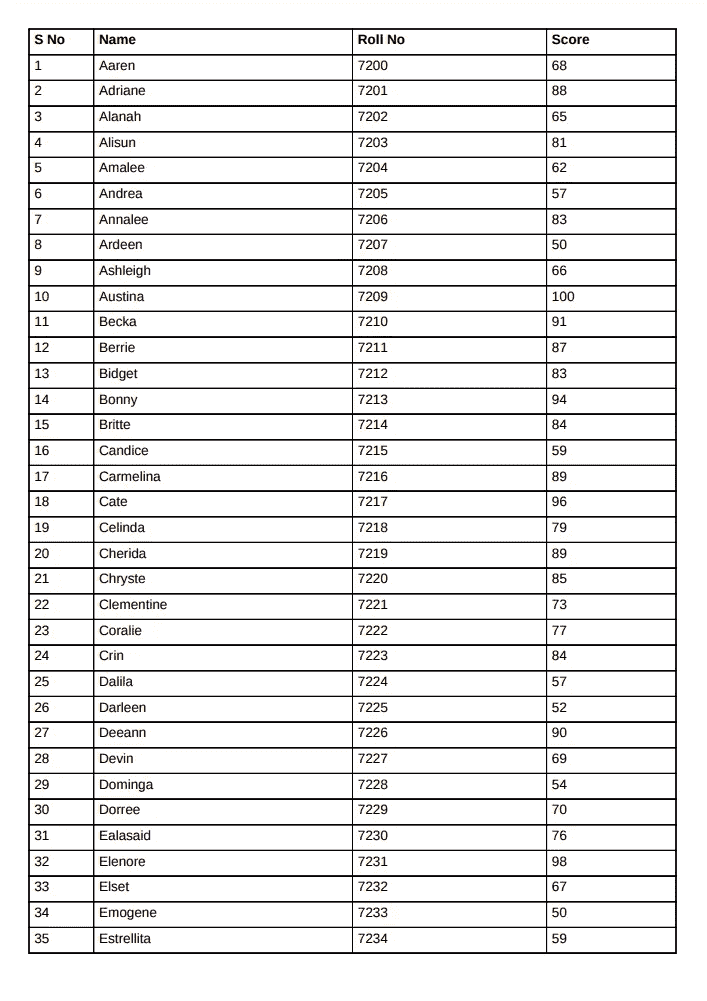 S No Name Roll No Score
1 Aaren 7200 68
2 Adriane 7201 88
3 Alanah 7202 65
4 Alisun 7203 81
5 Amalee 7204 62
6 Andrea 7205 57
7 Annalee 7206 83
8 Ardeen 7207 50
9 Ashleigh 7208 66
10 Austina 7209 100
11 Becka 7210 91
12 Berrie 7211 87
13 Bidget 7212 83
14 Bonny 7213 94
15 Britte 7214 84
16 Candice 7215 59
17 Carmelina 7216 89
18 Cate 7217 96
19 Celinda 7218 79
20 Cherida 7219 89
21 Chryste 7220 85
22 Clementine 7221 73
23 Coralie 7222 77
24 Crin 7223 84
25 Dalila 7224 57
26 Darleen 7225 52
27 Deeann 7226 90
28 Devin 7227 69
29 Dominga 7228 54
30 Dorree 7229 70
31 Ealasaid 7230 76
32 Elenore 7231 98
33 Elset 7232 67
34 Emogene 7233 50
35 Estrellita 7234 59